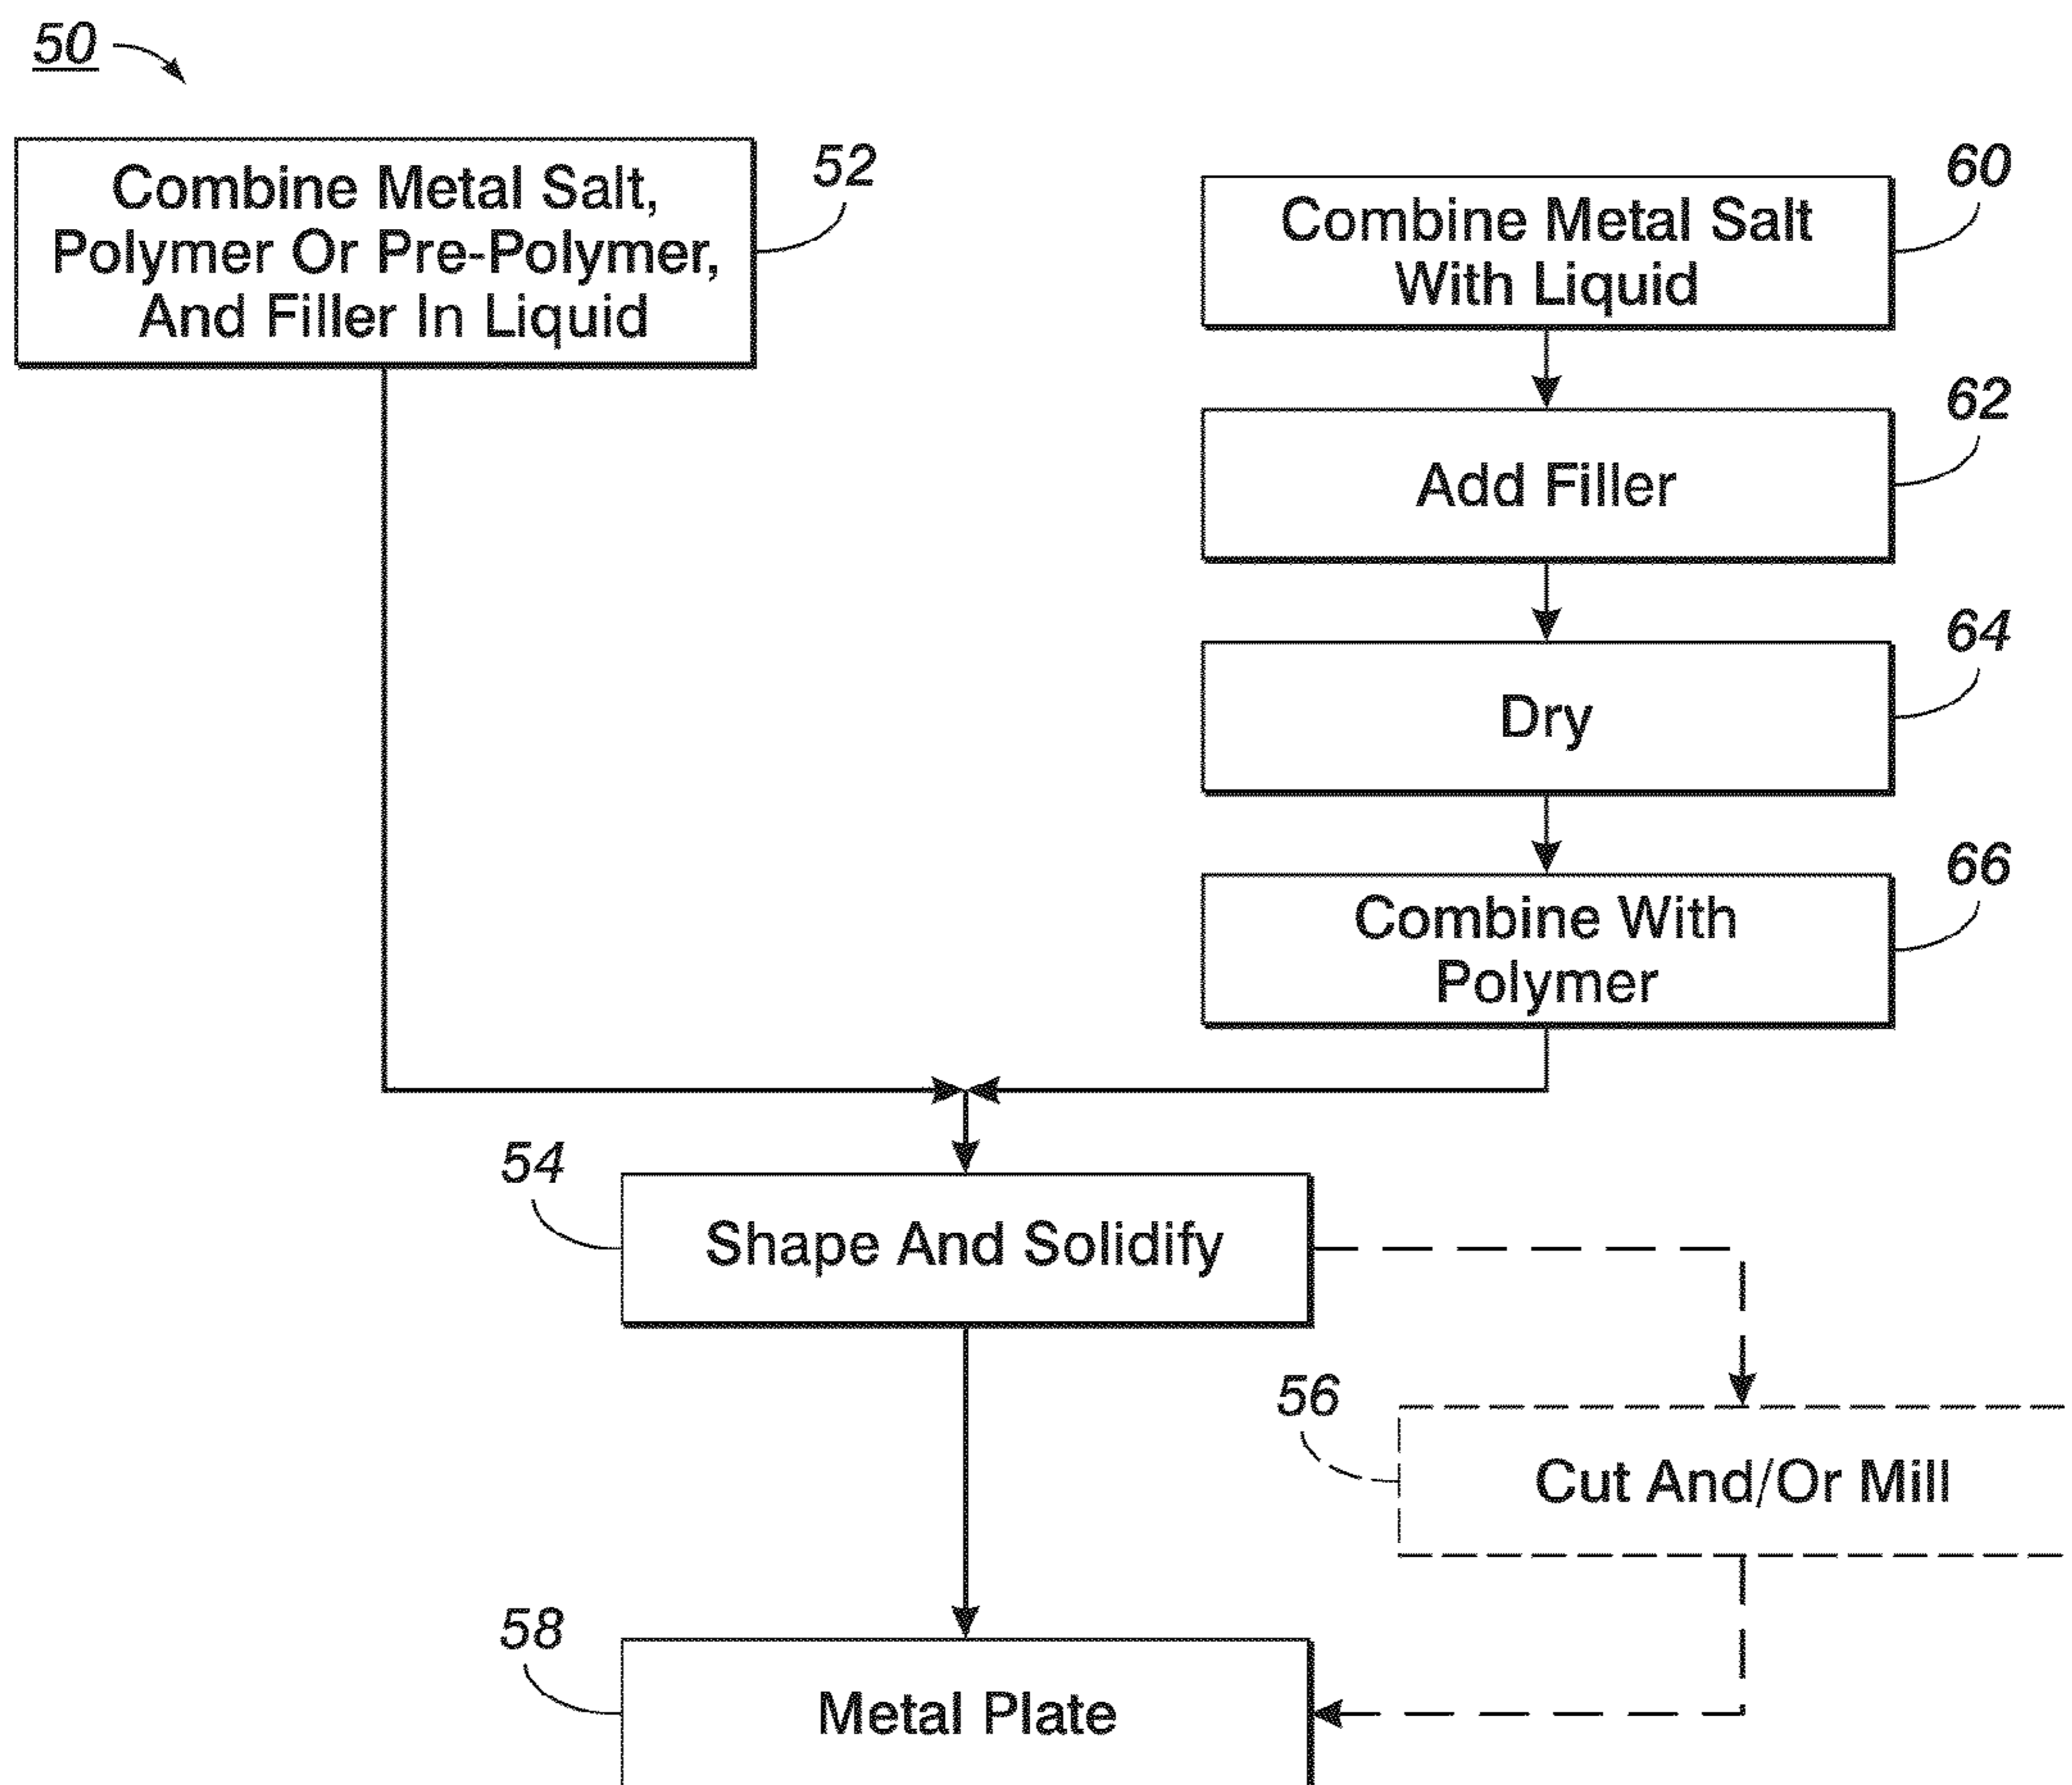 50
Combine Metal Salt,
Polymer Or Pre-Polymer,
And Filler In Liquid
52
Combine Metal Salt
With Liquid
60
Add Filler
62
Dry
64
Combine With
Polymer
66
54
Shape And Solidify
56
Cut And/Or Mill
58
Metal Plate